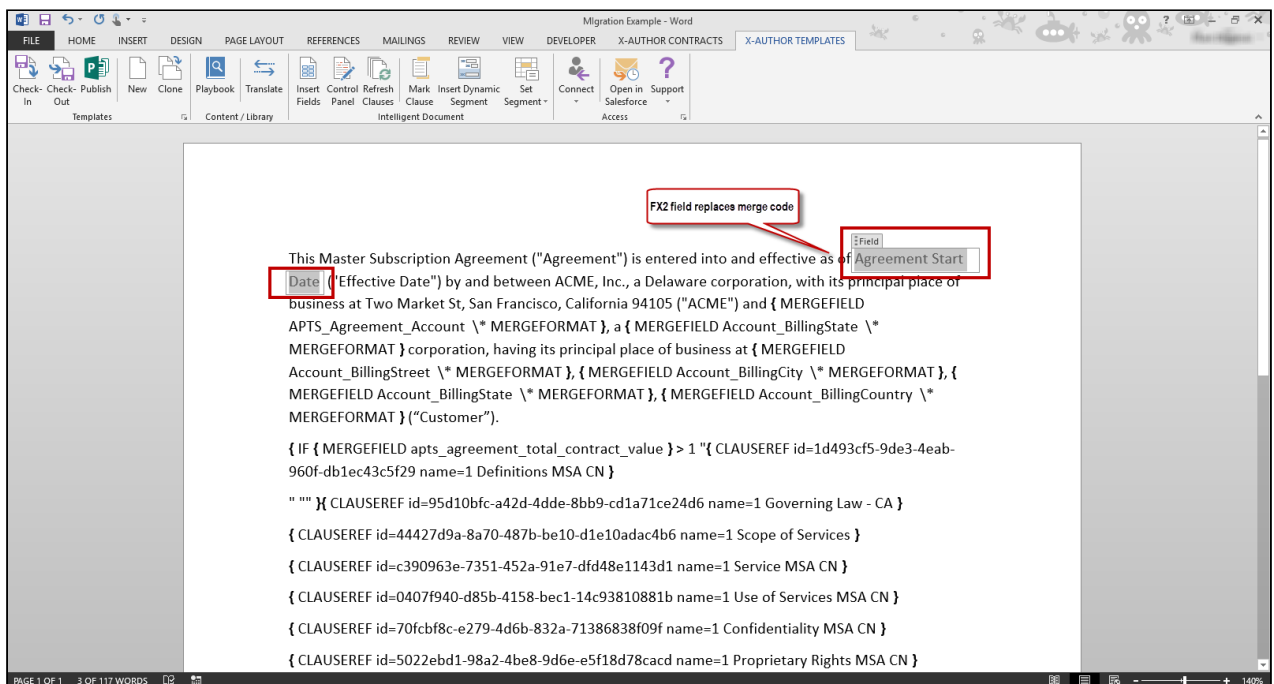 MIgration Example - Word
?
FILE HOME INSERT DESIGN PAGE LAYOUT REFERENCES MAILINGS REVIEW VIEW DEVELOPER X-AUTHOR CONTRACTS X-AUTHOR TEMPLATES
Check- Check- Publish New Clone Playbook Translate Insert Control Refresh Mark Insert Dynamic Set Connect Open in Support
In Out Fields Panel Clauses Clause Segment Segment Salesforce
Templates Content / Library Intelligent Document Access
FX2 field replaces merge code
Field
This Master Subscription Agreement ("Agreement") is entered into and effective as of Agreement Start
Date ("Effective Date") by and between ACME, Inc., a Delaware corporation, with its principal place of
business at Two Market St, San Francisco, California 94105 ("ACME") and { MERGEFIELD
APTS_Agreement_Account \* MERGEFORMAT }, a { MERGEFIELD Account_BillingState \*
MERGEFORMAT } corporation, having its principal place of business at { MERGEFIELD
Account_BillingStreet \* MERGEFORMAT }, { MERGEFIELD Account_BillingCity \* MERGEFORMAT }, {
MERGEFIELD Account_BillingState \* MERGEFORMAT }, { MERGEFIELD Account_BillingCountry \*
MERGEFORMAT } (“Customer”).
{ IF { MERGEFIELD apts_agreement_total_contract_value } > 1 "{ CLAUSEREF id=1d493cf5-9de3-4eab-
960f-db1ec43c5f29 name=1 Definitions MSA CN }
" "" }{ CLAUSEREF id=95d10bfc-a42d-4dde-8bb9-cd1a71ce24d6 name=1 Governing Law - CA }
{ CLAUSEREF id=44427d9a-8a70-487b-be10-d1e10adac4b6 name=1 Scope of Services }
{ CLAUSEREF id=c390963e-7351-452a-91e7-dfd48e1143d1 name=1 Service MSA CN }
{ CLAUSEREF id=0407f940-d85b-4158-bec1-14c93810881b name=1 Use of Services MSA CN }
{ CLAUSEREF id=70fcbf8c-e279-4d6b-832a-71386838f09f name=1 Confidentiality MSA CN }
{ CLAUSEREF id=5022ebd1-98a2-4be8-9d6e-e5f18d78cacd name=1 Proprietary Rights MSA CN }
PAGE 1 OF 1 3 OF 117 WORDS 140%